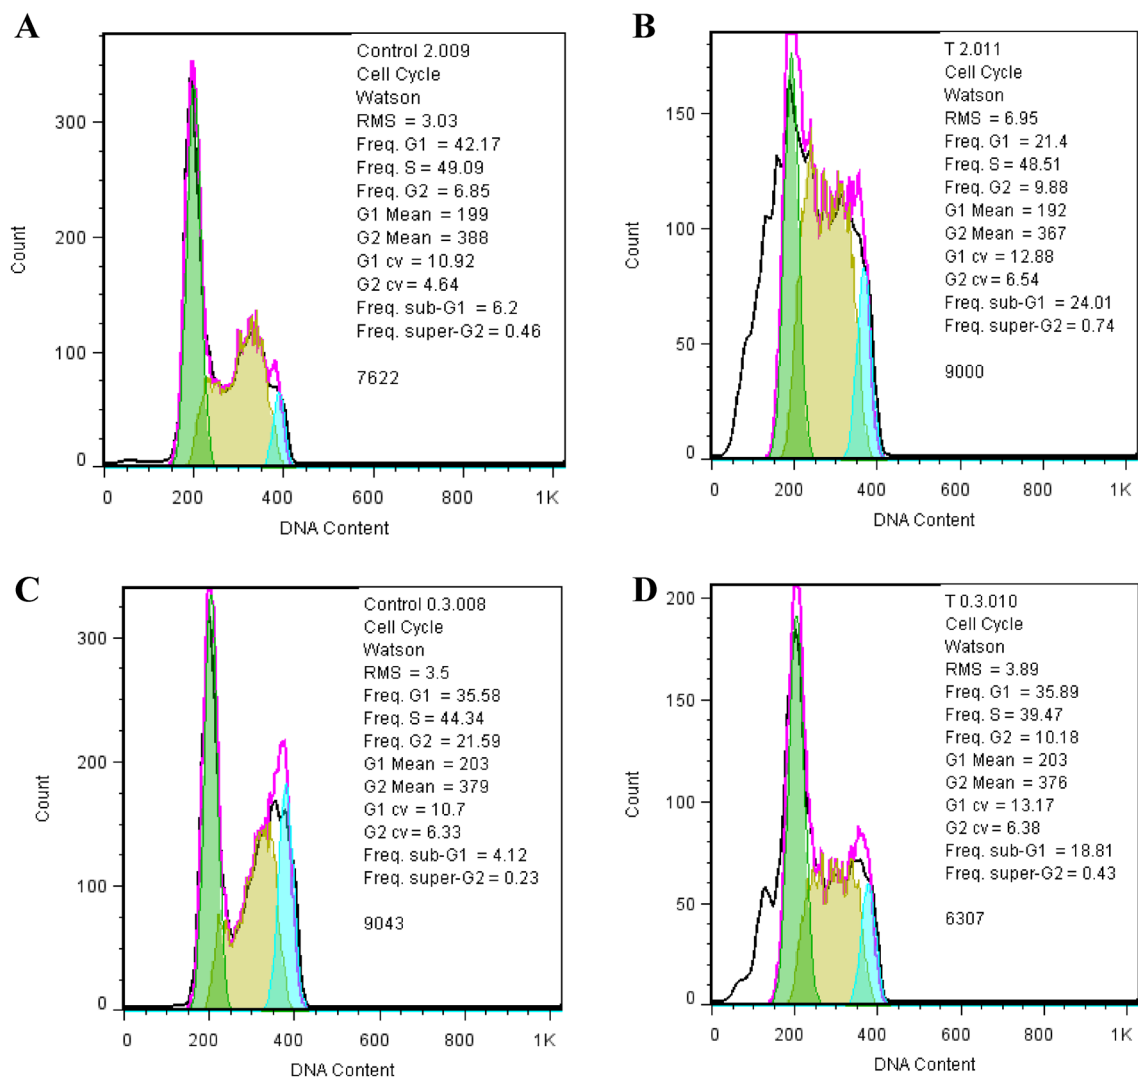 A
Control 2.009
Cell Cycle
Watson
RMS = 3.03
Freq. G1 = 42.17
Freq. S = 49.09
Freq. G2 = 6.85
G1 Mean = 199
G2 Mean = 388
G1 cv = 10.92
G2 cv = 4.64
Freq. sub-G1 = 6.2
Freq. super-G2 = 0.46
7622
300
200
100
0
Count
0 200 400 600 800 1K
DNA Content
B
T 2.011
Cell Cycle
Watson
RMS = 6.95
Freq. G1 = 21.4
Freq. S = 48.51
Freq. G2 = 9.88
G1 Mean = 192
G2 Mean = 367
G1 cv = 12.88
G2 cv = 6.54
Freq. sub-G1 = 24.01
Freq. super-G2 = 0.74
9000
150
100
50
0
Count
0 200 400 600 800 1K
DNA Content
C
Control 0.3.008
Cell Cycle
Watson
RMS = 3.5
Freq. G1 = 35.58
Freq. S = 44.34
Freq. G2 = 21.59
G1 Mean = 203
G2 Mean = 379
G1 cv = 10.7
G2 cv = 6.33
Freq. sub-G1 = 4.12
Freq. super-G2 = 0.23
9043
300
200
100
0
Count
0 200 400 600 800 1K
DNA Content
D
T 0.3.010
Cell Cycle
Watson
RMS = 3.89
Freq. G1 = 35.89
Freq. S = 39.47
Freq. G2 = 10.18
G1 Mean = 203
G2 Mean = 376
G1 cv = 13.17
G2 cv = 6.38
Freq. sub-G1 = 18.81
Freq. super-G2 = 0.43
6307
200
150
100
50
0
Count
0 200 400 600 800 1K
DNA Content